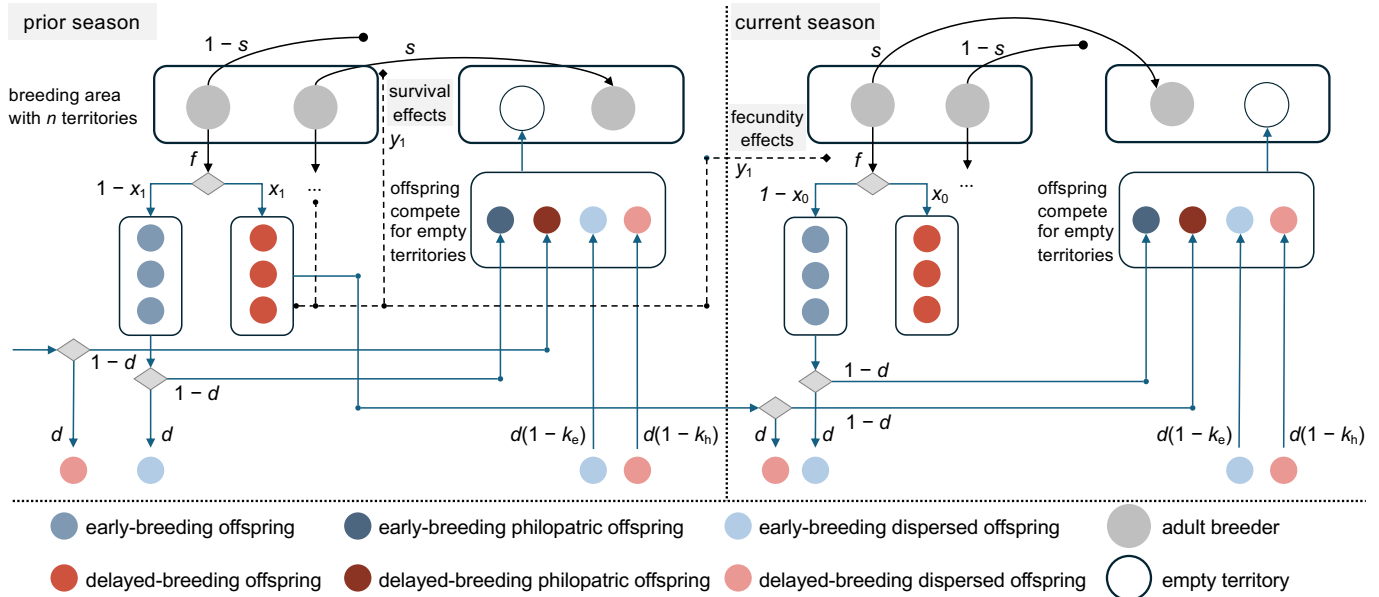 prior season
1 − s
s
breeding area
with n territories
survival
effects
y₁
f
1 − x₁
x₁
...
offspring
compete
for empty
territories
1 − d
1 − d
d
d
d(1 − kₑ)
d(1 − kₕ)
current season
s
1 − s
fecundity
effects
y₁
f
1 − x₀
x₀
...
offspring
compete
for empty
territories
1 − d
1 − d
d
d
d(1 − kₑ)
d(1 − kₕ)
early-breeding offspring
early-breeding philopatric offspring
early-breeding dispersed offspring
adult breeder
delayed-breeding offspring
delayed-breeding philopatric offspring
delayed-breeding dispersed offspring
empty territory